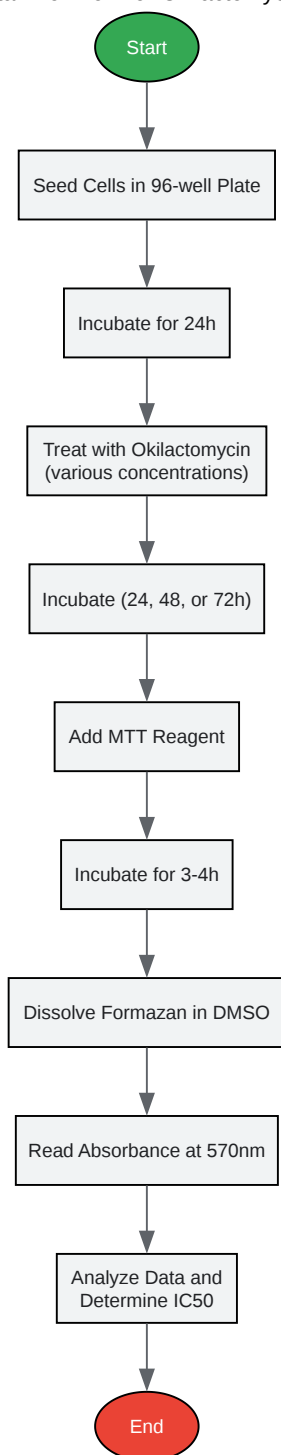 Start
Seed Cells in 96-well Plate
Incubate for 24h
Treat with Okilactomycin
(various concentrations)
Incubate (24, 48, or 72h)
Add MTT Reagent
Incubate for 3-4h
Dissolve Formazan in DMSO
Read Absorbance at 570nm
Analyze Data and
Determine IC50
End